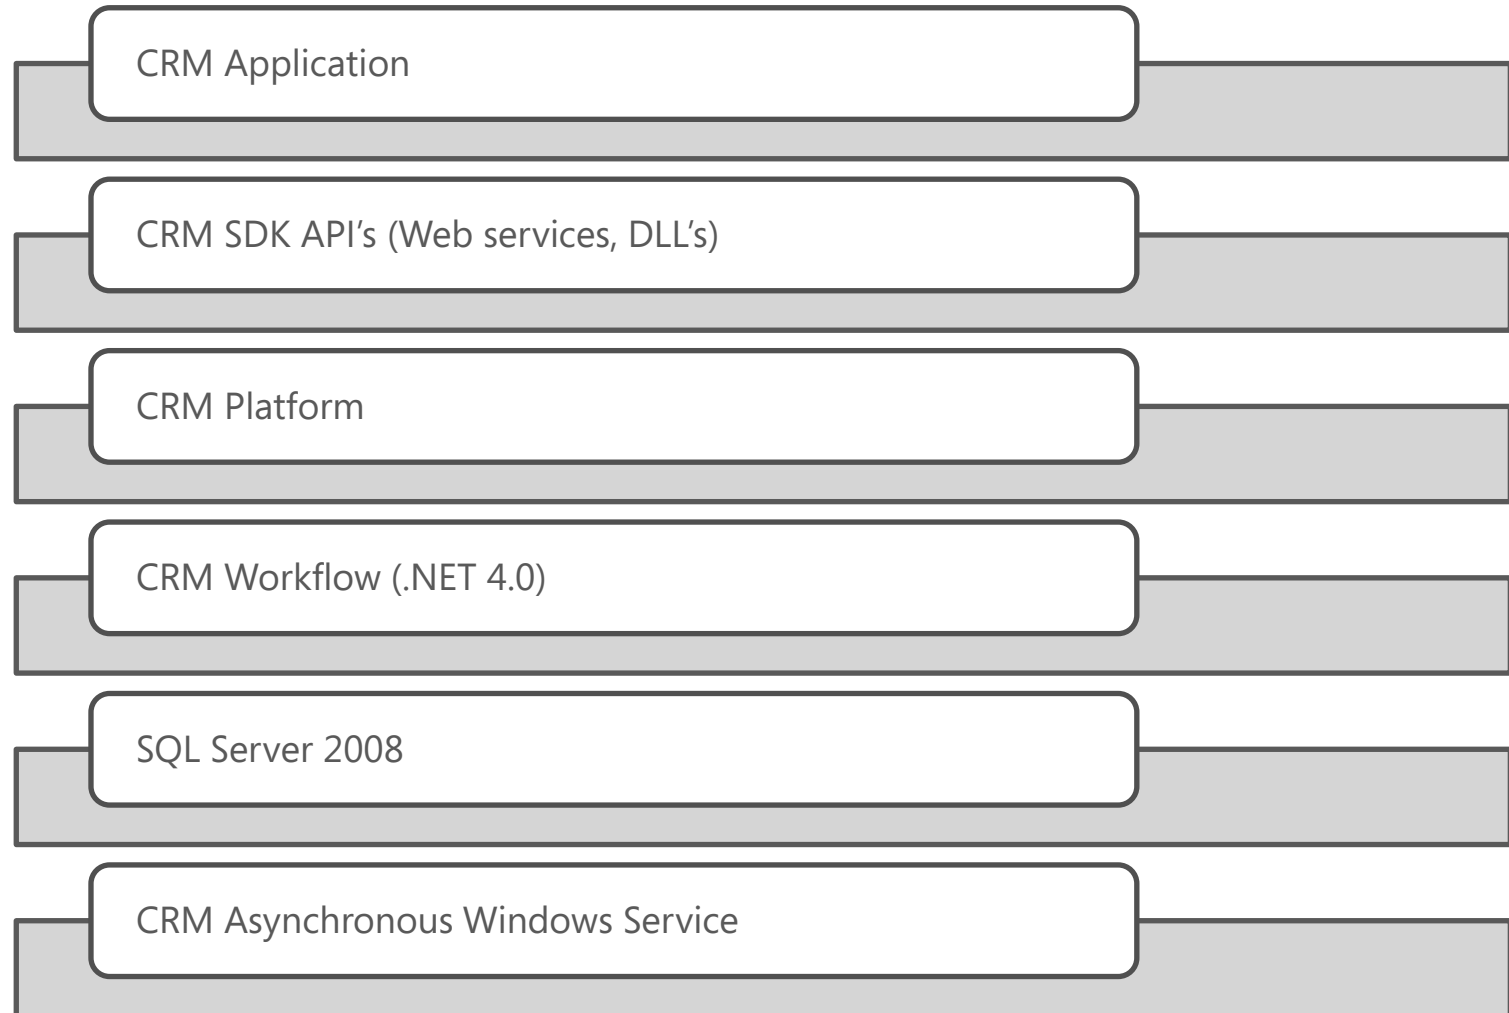 CRM Application
CRM SDK API’s (Web services, DLL’s)
CRM Platform
CRM Workflow (.NET 4.0)
SQL Server 2008
CRM Asynchronous Windows Service